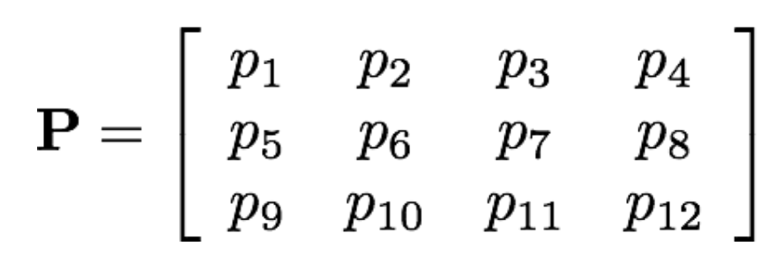 p₁ p₂ p₃ p₄
P = p₅ p₆ p₇ p₈
p₉ p₁₀ p₁₁ p₁₂